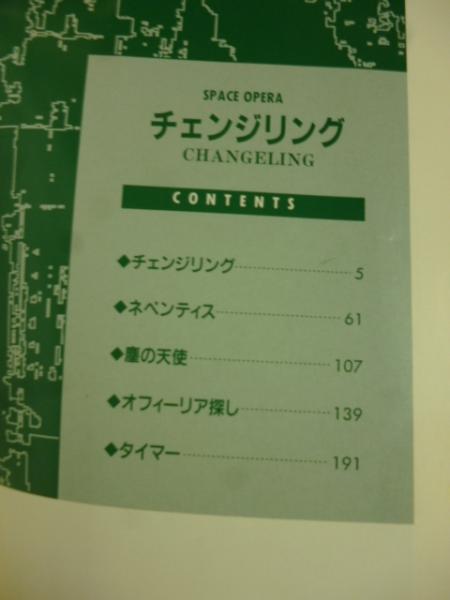 SPACE OPERA
チェンジリング
CHANGELING
CONTENTS
◆チェンジリング 5
◆ネペンティス 61
◆塵の天使 107
◆オフィーリア探し 139
◆タイマー 191